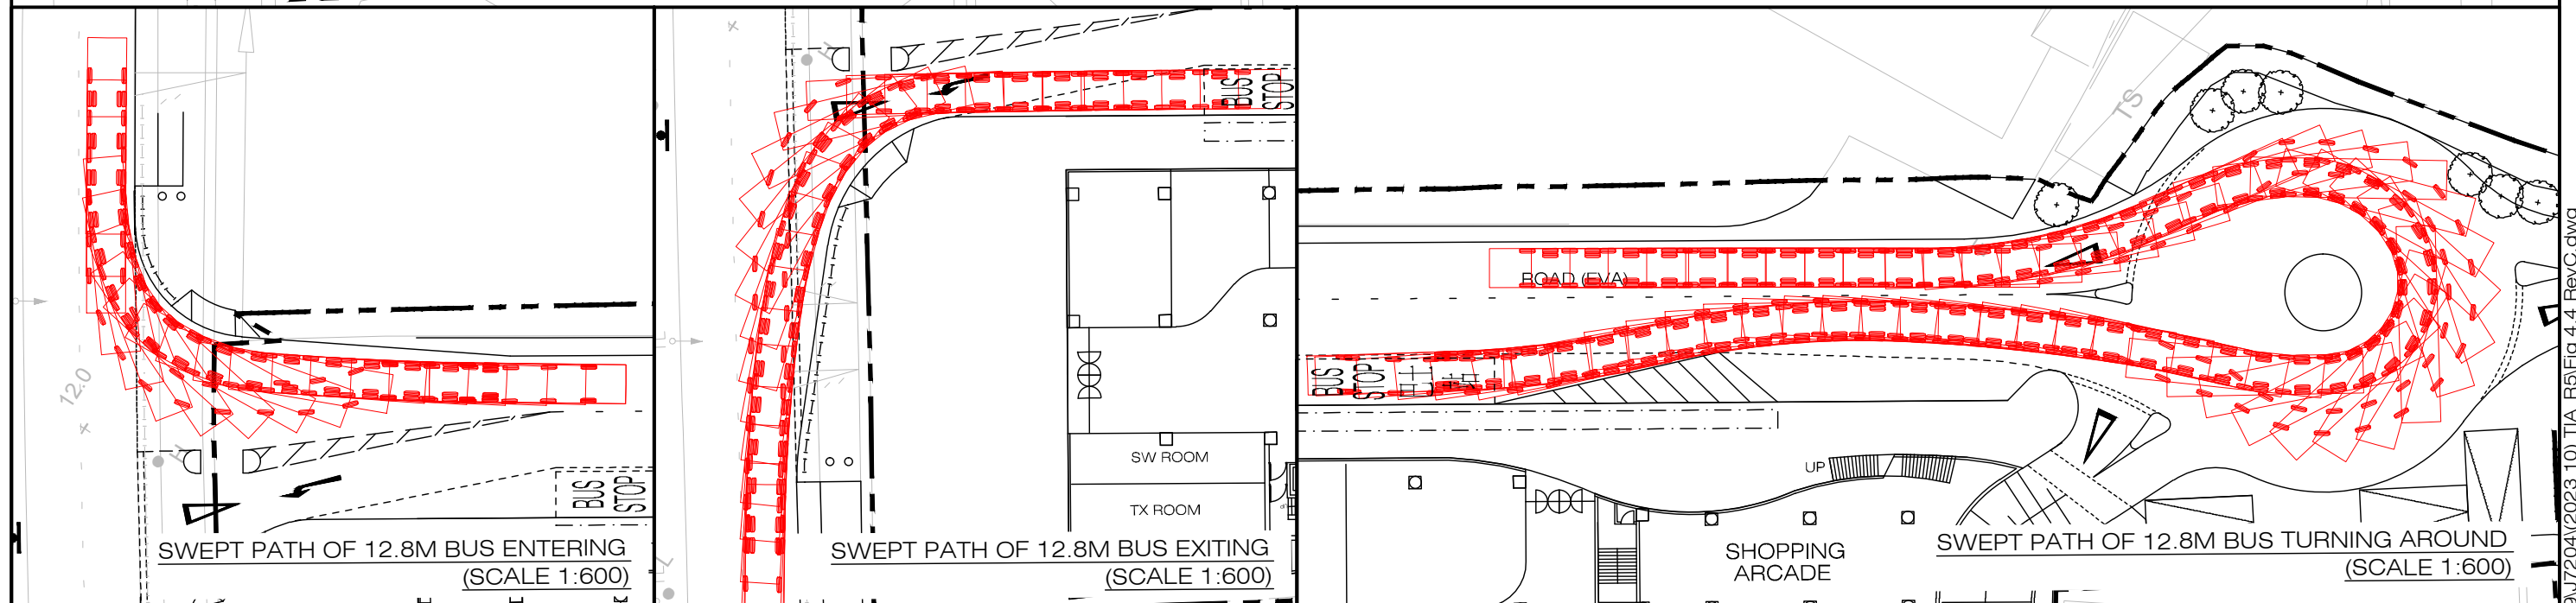 12.0
BUS
STOP
SWEPT PATH OF 12.8M BUS ENTERING
(SCALE 1:600)
BUS
STOP
SW ROOM
TX ROOM
SWEPT PATH OF 12.8M BUS EXITING
(SCALE 1:600)
TS
ROAD (EVA)
BUS
STOP
UP
SHOPPING
ARCADE
SWEPT PATH OF 12.8M BUS TURNING AROUND
(SCALE 1:600)